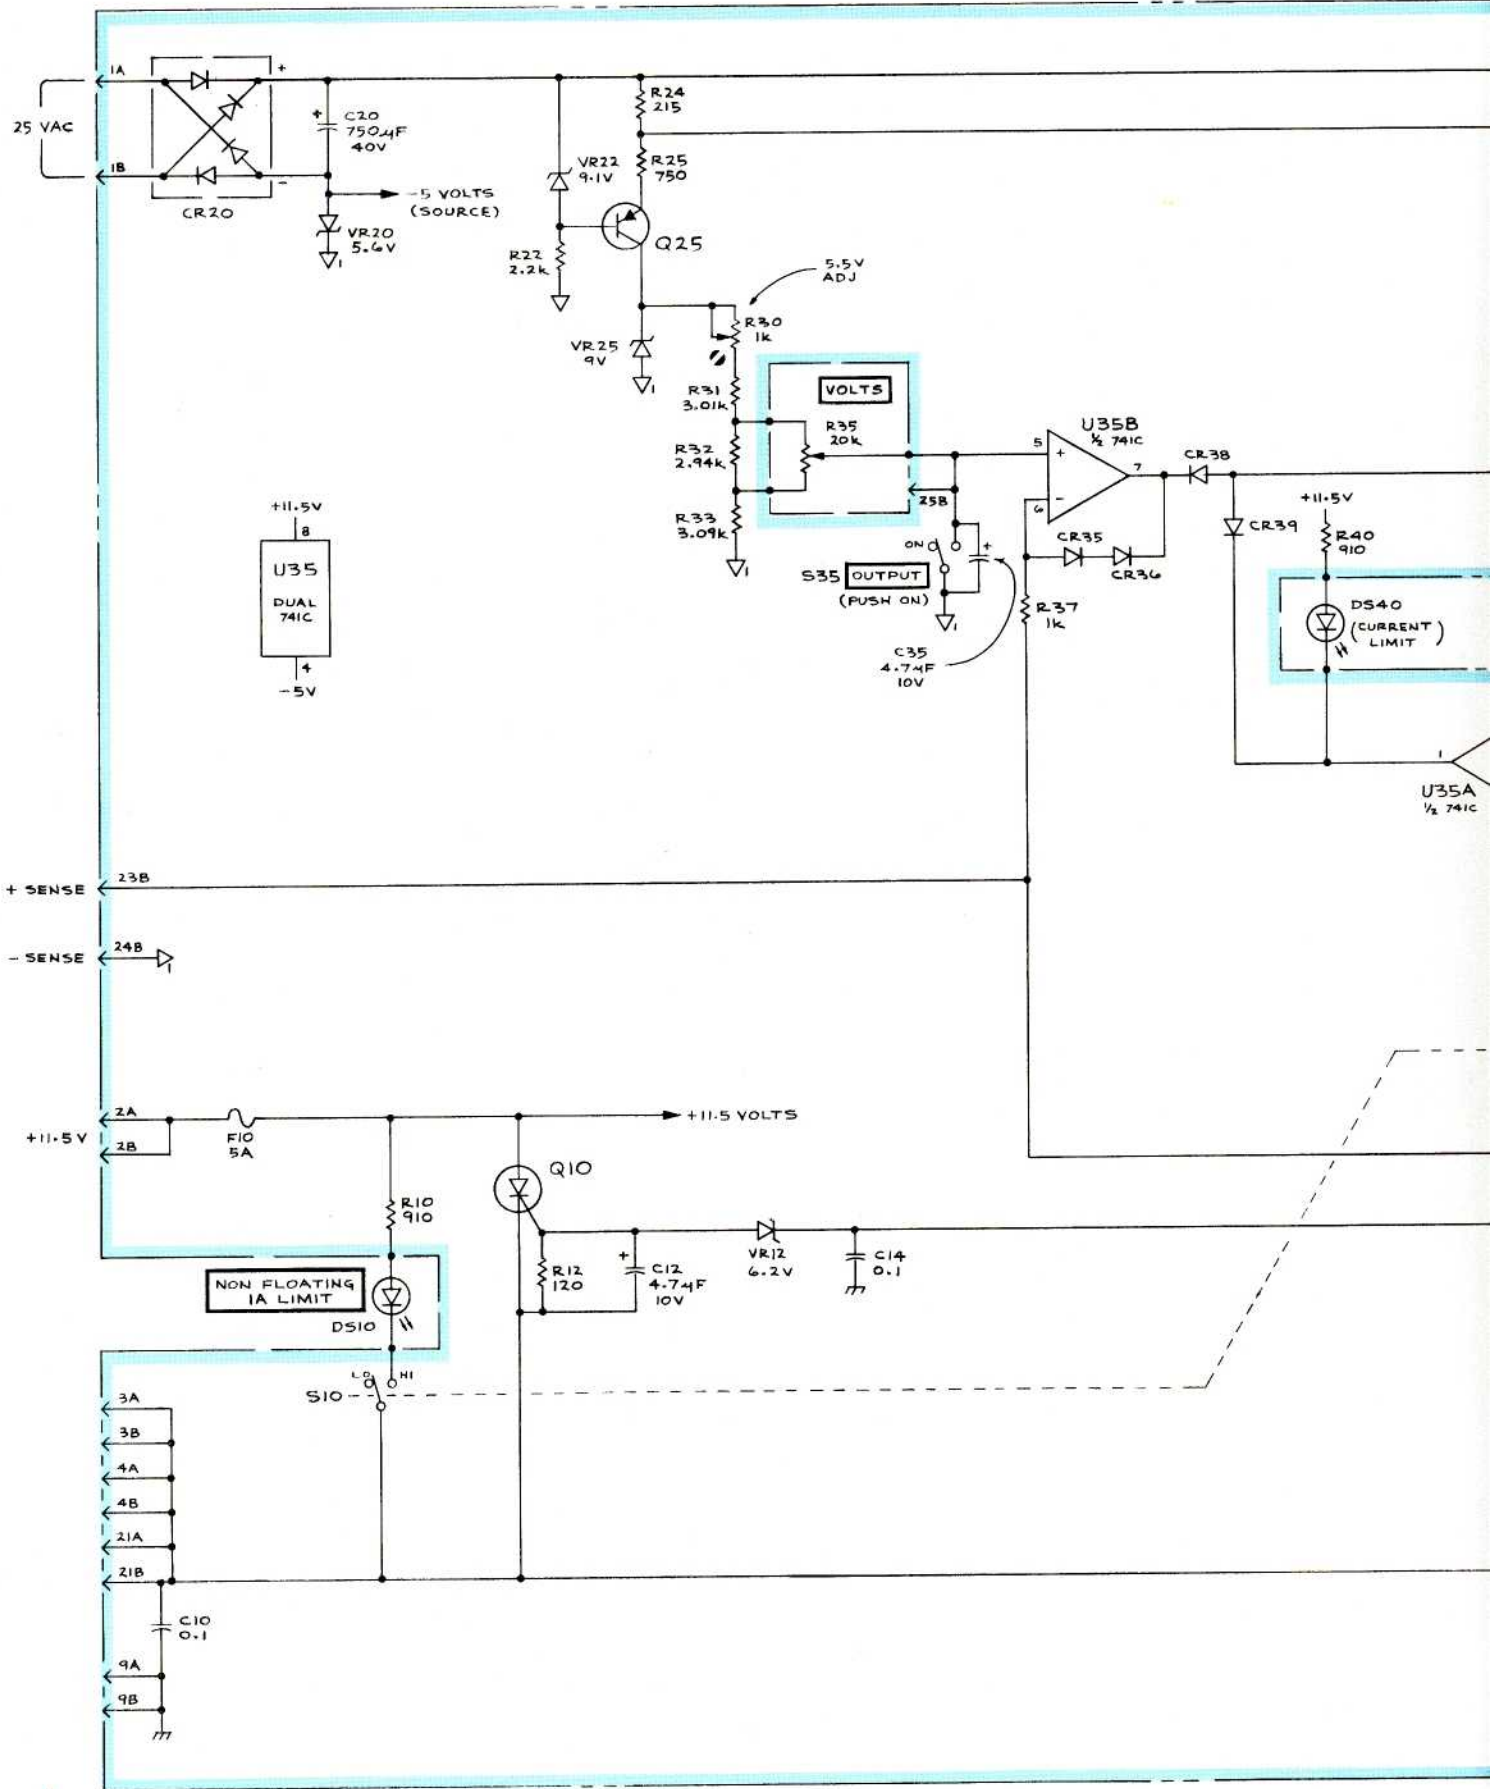 1A
25 VAC
1B
+
-
CR20
+
C20
750µF
40V
-5 VOLTS
(SOURCE)
VR20
5.6V
1
VR22
9.1V
R22
2.2k
R24
215
R25
750
Q25
VR25
9V
1
5.5V
ADJ
R30
1k
R31
3.01k
R32
2.94k
R33
3.09k
1
VOLTS
R35
20k
25B
ON
S35 OUTPUT
(PUSH ON)
+
1
C35
4.7µF
10V
U35B
½ 741C
5
+
-
6
7
CR35
CR36
R37
1k
CR38
CR39
+11.5V
R40
910
DS40
(CURRENT)
LIMIT
1
U35A
½ 741C
+11.5V
8
U35
DUAL
741C
4
-5V
+ SENSE
23B
- SENSE
24B
1
2A
+11.5V
2B
F10
5A
+11.5 VOLTS
Q10
R10
910
NON FLOATING
1A LIMIT
DS10
R12
120
+
C12
4.7µF
10V
VR12
6.2V
C14
0.1
LO
HI
S10
3A
3B
4A
4B
21A
21B
C10
0.1
9A
9B